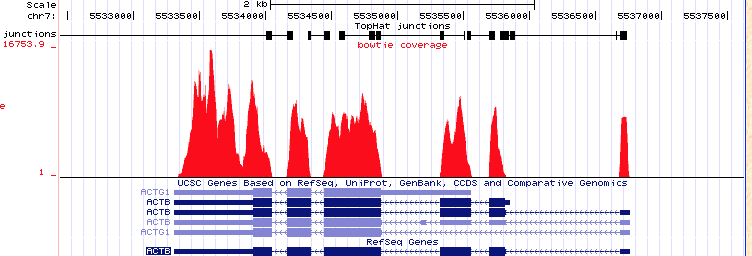 Scale 2 kb
chr7: 5533000 5533500 5534000 5534500 5535000 5535500 5536000 5536500 5537000 5537500
TopHat junctions
junctions
16753.9 bowtie coverage
e
1
UCSC Genes Based on RefSeq, UniProt, GenBank, CCDS and Comparative Genomics
ACTG1
ACTB
ACTB
ACTB
ACTG1
RefSeq Genes
ACTB